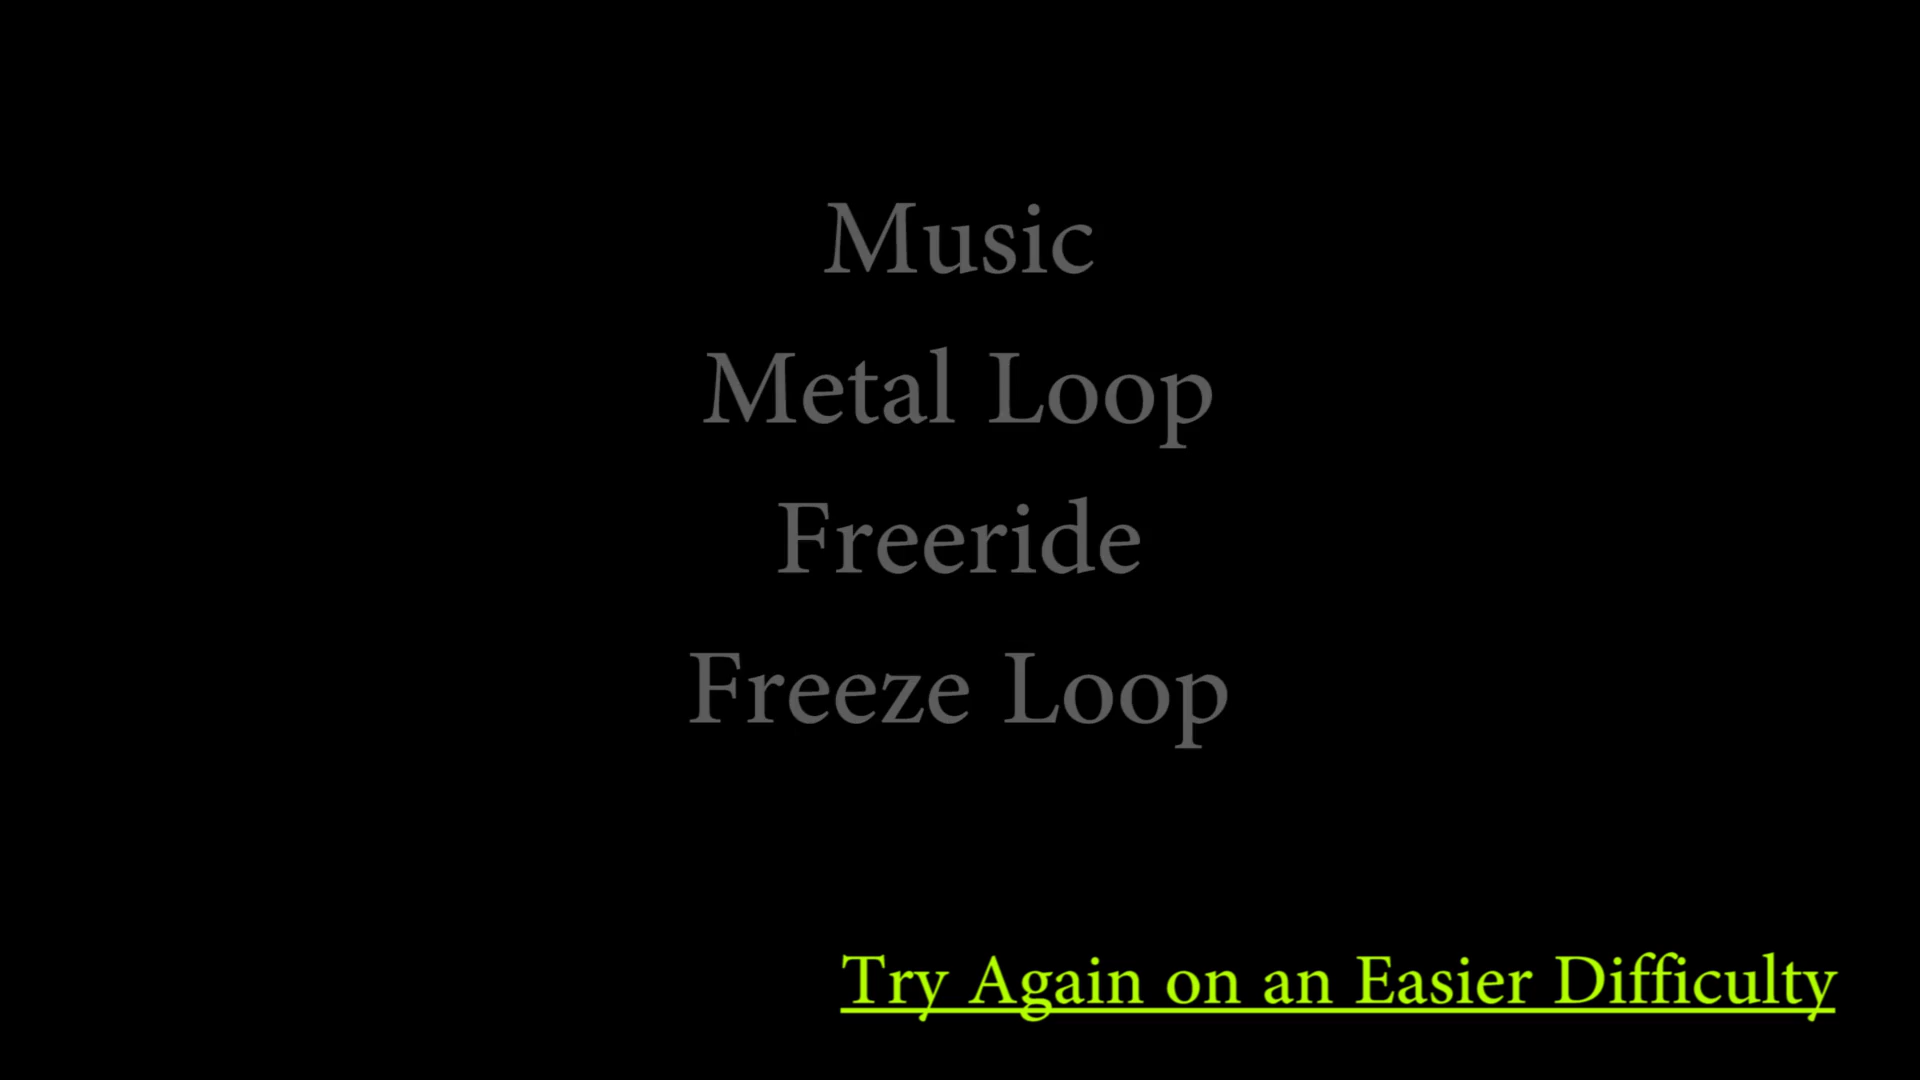 Music
Metal Loop
Freeride
Freeze Loop
Try Again on an Easier Difficulty